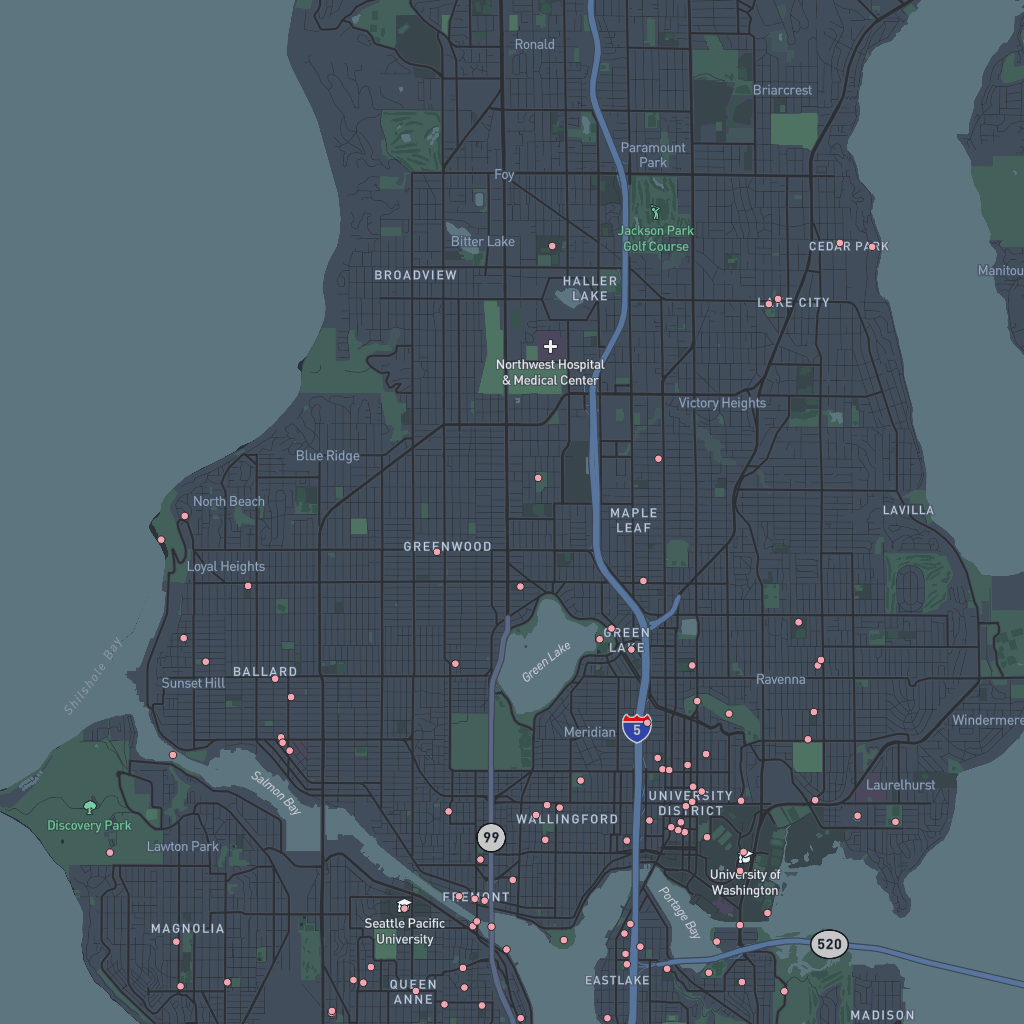 Ronald
Briarcrest
Paramount
Park
Foy
Jackson Park
Golf Course
Bitter Lake
CEDAR PARK
BROADVIEW
HALLER
LAKE
Manitou
LAKE CITY
Northwest Hospital
& Medical Center
Victory Heights
Blue Ridge
North Beach
MAPLE
LEAF
LAVILLA
GREENWOOD
Loyal Heights
Shilshole Bay
GREEN
LAKE
Green Lake
BALLARD
Sunset Hill
Ravenna
Windermere
Meridian
5
Salmon Bay
Laurelhurst
UNIVERSITY
DISTRICT
Discovery Park
WALLINGFORD
99
Lawton Park
University of
Washington
FREMONT
Portage Bay
Seattle Pacific
University
MAGNOLIA
520
EASTLAKE
QUEEN
ANNE
MADISON